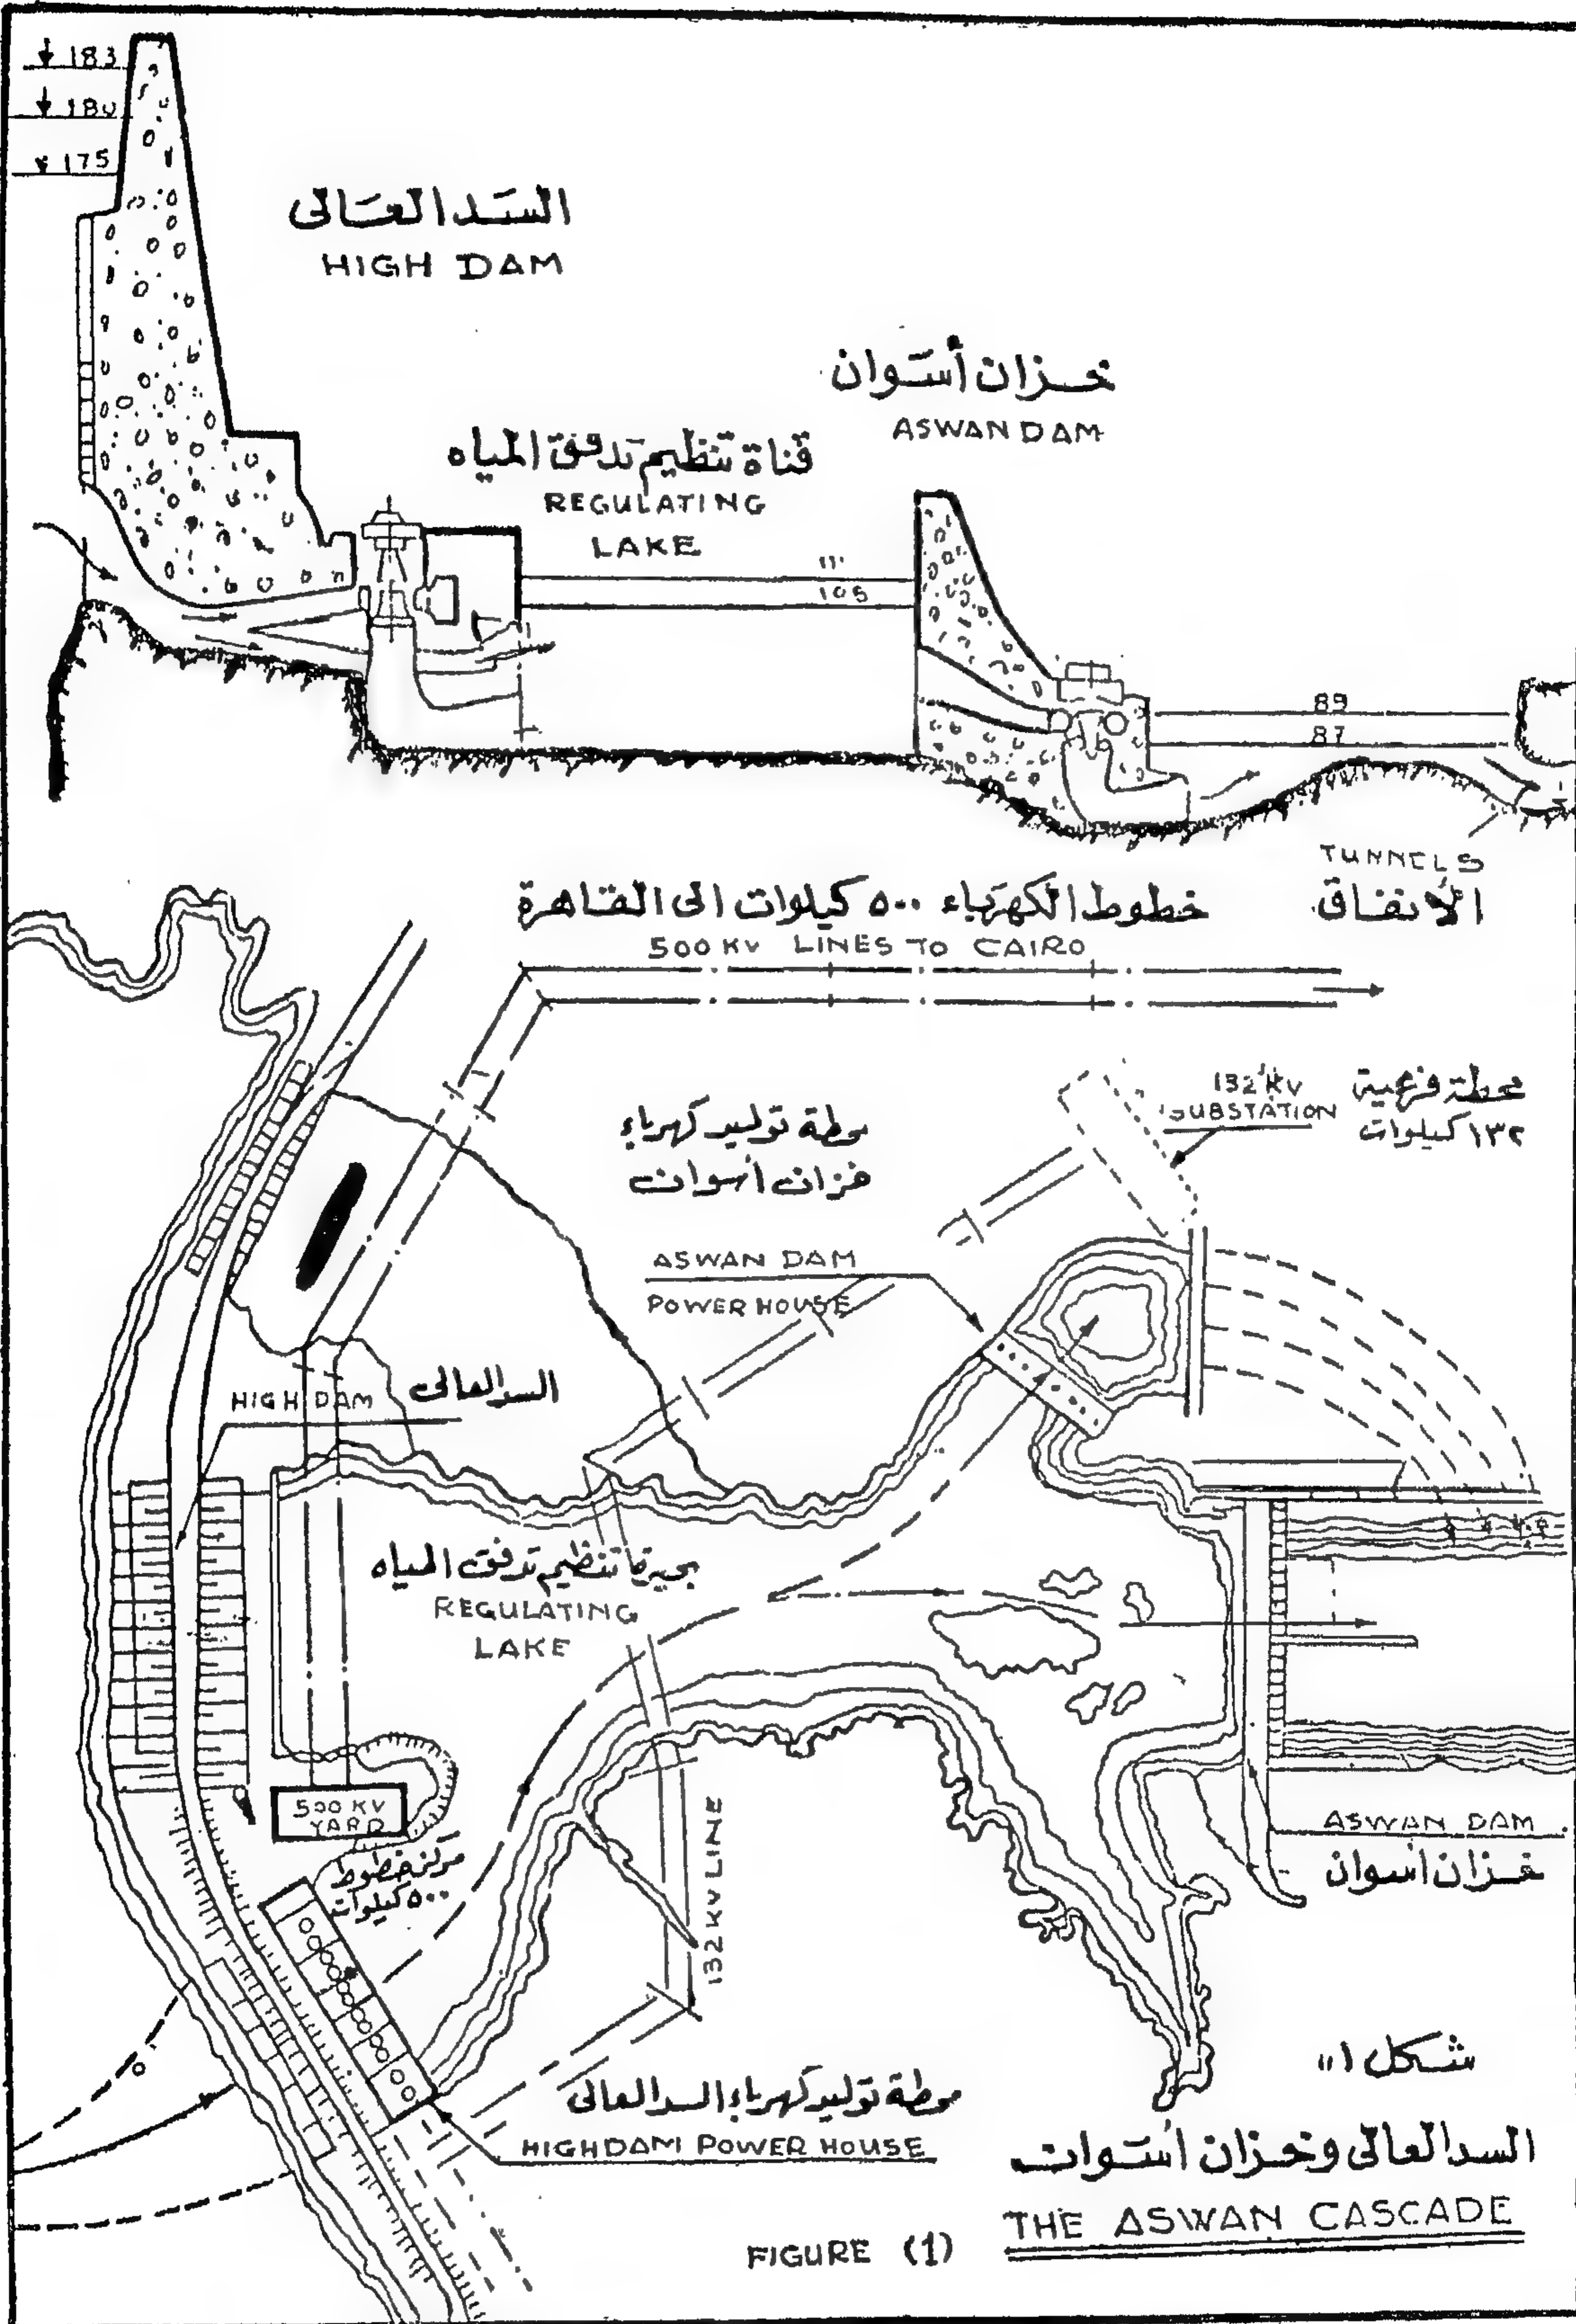 183
180
175
السد العالى
HIGH DAM
خزان أسوان
ASWAN DAM
قناة تنظيم تدفق المياه
REGULATING
LAKE
105
89
87
TUNNELS
الأنفاق
خطوط الكهرباء ٥٠٠ كيلوات الى القاهرة
500 KV LINES TO CAIRO
132 KV
SUBSTATION
محطة فرعية
١٣٢ كيلوات
محطة توليد كهرباء
خزان أسوان
ASWAN DAM
POWER HOUSE
HIGH DAM
السد العالى
تنظيم تدفق المياه
REGULATING
LAKE
500 KV
YARD
مركز خطوط
٥٠٠ كيلوات
132 KV LINE
ASWAN DAM
خزان أسوان
محطة توليد كهرباء السد العالى
HIGH DAM POWER HOUSE
شكل ١
السد العالى وخزان أسوان
THE ASWAN CASCADE
FIGURE (1)